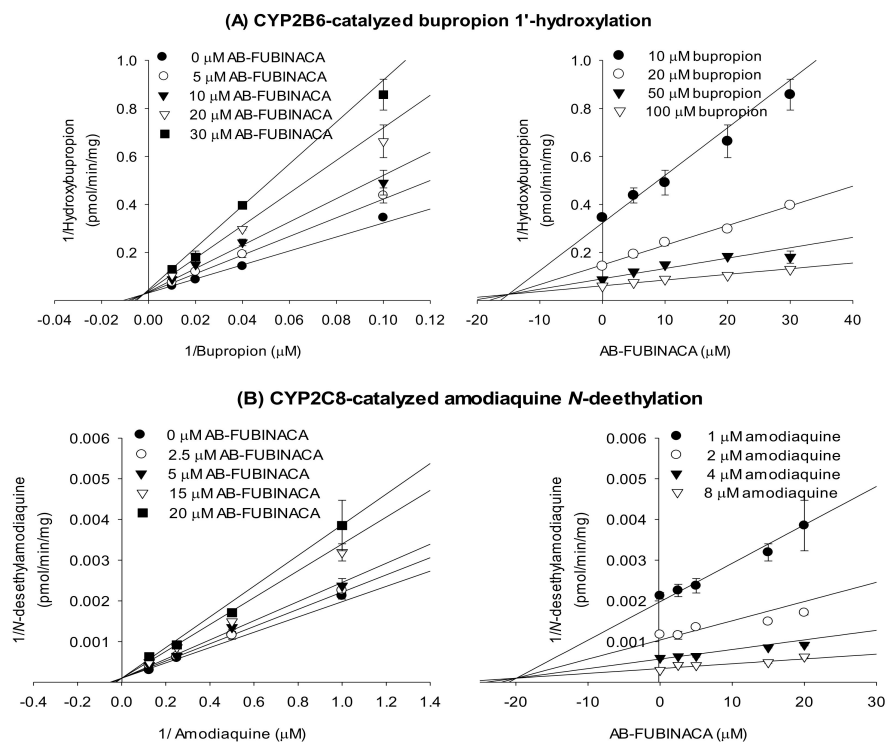 (A) CYP2B6-catalyzed bupropion 1'-hydroxylation
1/Hydroxybupropion
(pmol/min/mg)
1.0
0.8
0.6
0.4
0.2
0 μM AB-FUBINACA
5 μM AB-FUBINACA
10 μM AB-FUBINACA
20 μM AB-FUBINACA
30 μM AB-FUBINACA
-0.04 -0.02 0.00 0.02 0.04 0.06 0.08 0.10 0.12
1/Bupropion (μM)
1/Hydroxybupropion
(pmol/min/mg)
1.0
0.8
0.6
0.4
0.2
10 μM bupropion
20 μM bupropion
50 μM bupropion
100 μM bupropion
-20 -10 0 10 20 30 40
AB-FUBINACA (μM)
(B) CYP2C8-catalyzed amodiaquine N-deethylation
1/N-desethylamodiaquine
(pmol/min/mg)
0.006
0.005
0.004
0.003
0.002
0.001
0 μM AB-FUBINACA
2.5 μM AB-FUBINACA
5 μM AB-FUBINACA
15 μM AB-FUBINACA
20 μM AB-FUBINACA
-0.4 -0.2 0.0 0.2 0.4 0.6 0.8 1.0 1.2 1.4
1/ Amodiaquine (μM)
1/N-desethylamodiaquine
(pmol/min/mg)
0.006
0.005
0.004
0.003
0.002
0.001
1 μM amodiaquine
2 μM amodiaquine
4 μM amodiaquine
8 μM amodiaquine
-20 -10 0 10 20 30
AB-FUBINACA (μM)